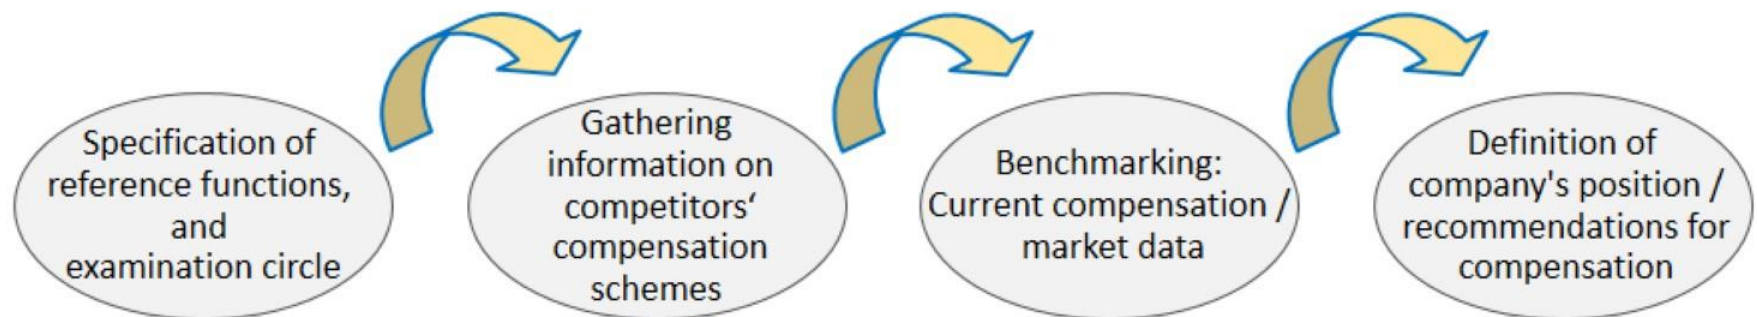 Specification of
reference functions,
and
examination circle
Gathering
information on
competitors‘
compensation
schemes
Benchmarking:
Current compensation /
market data
Definition of
company's position /
recommendations for
compensation